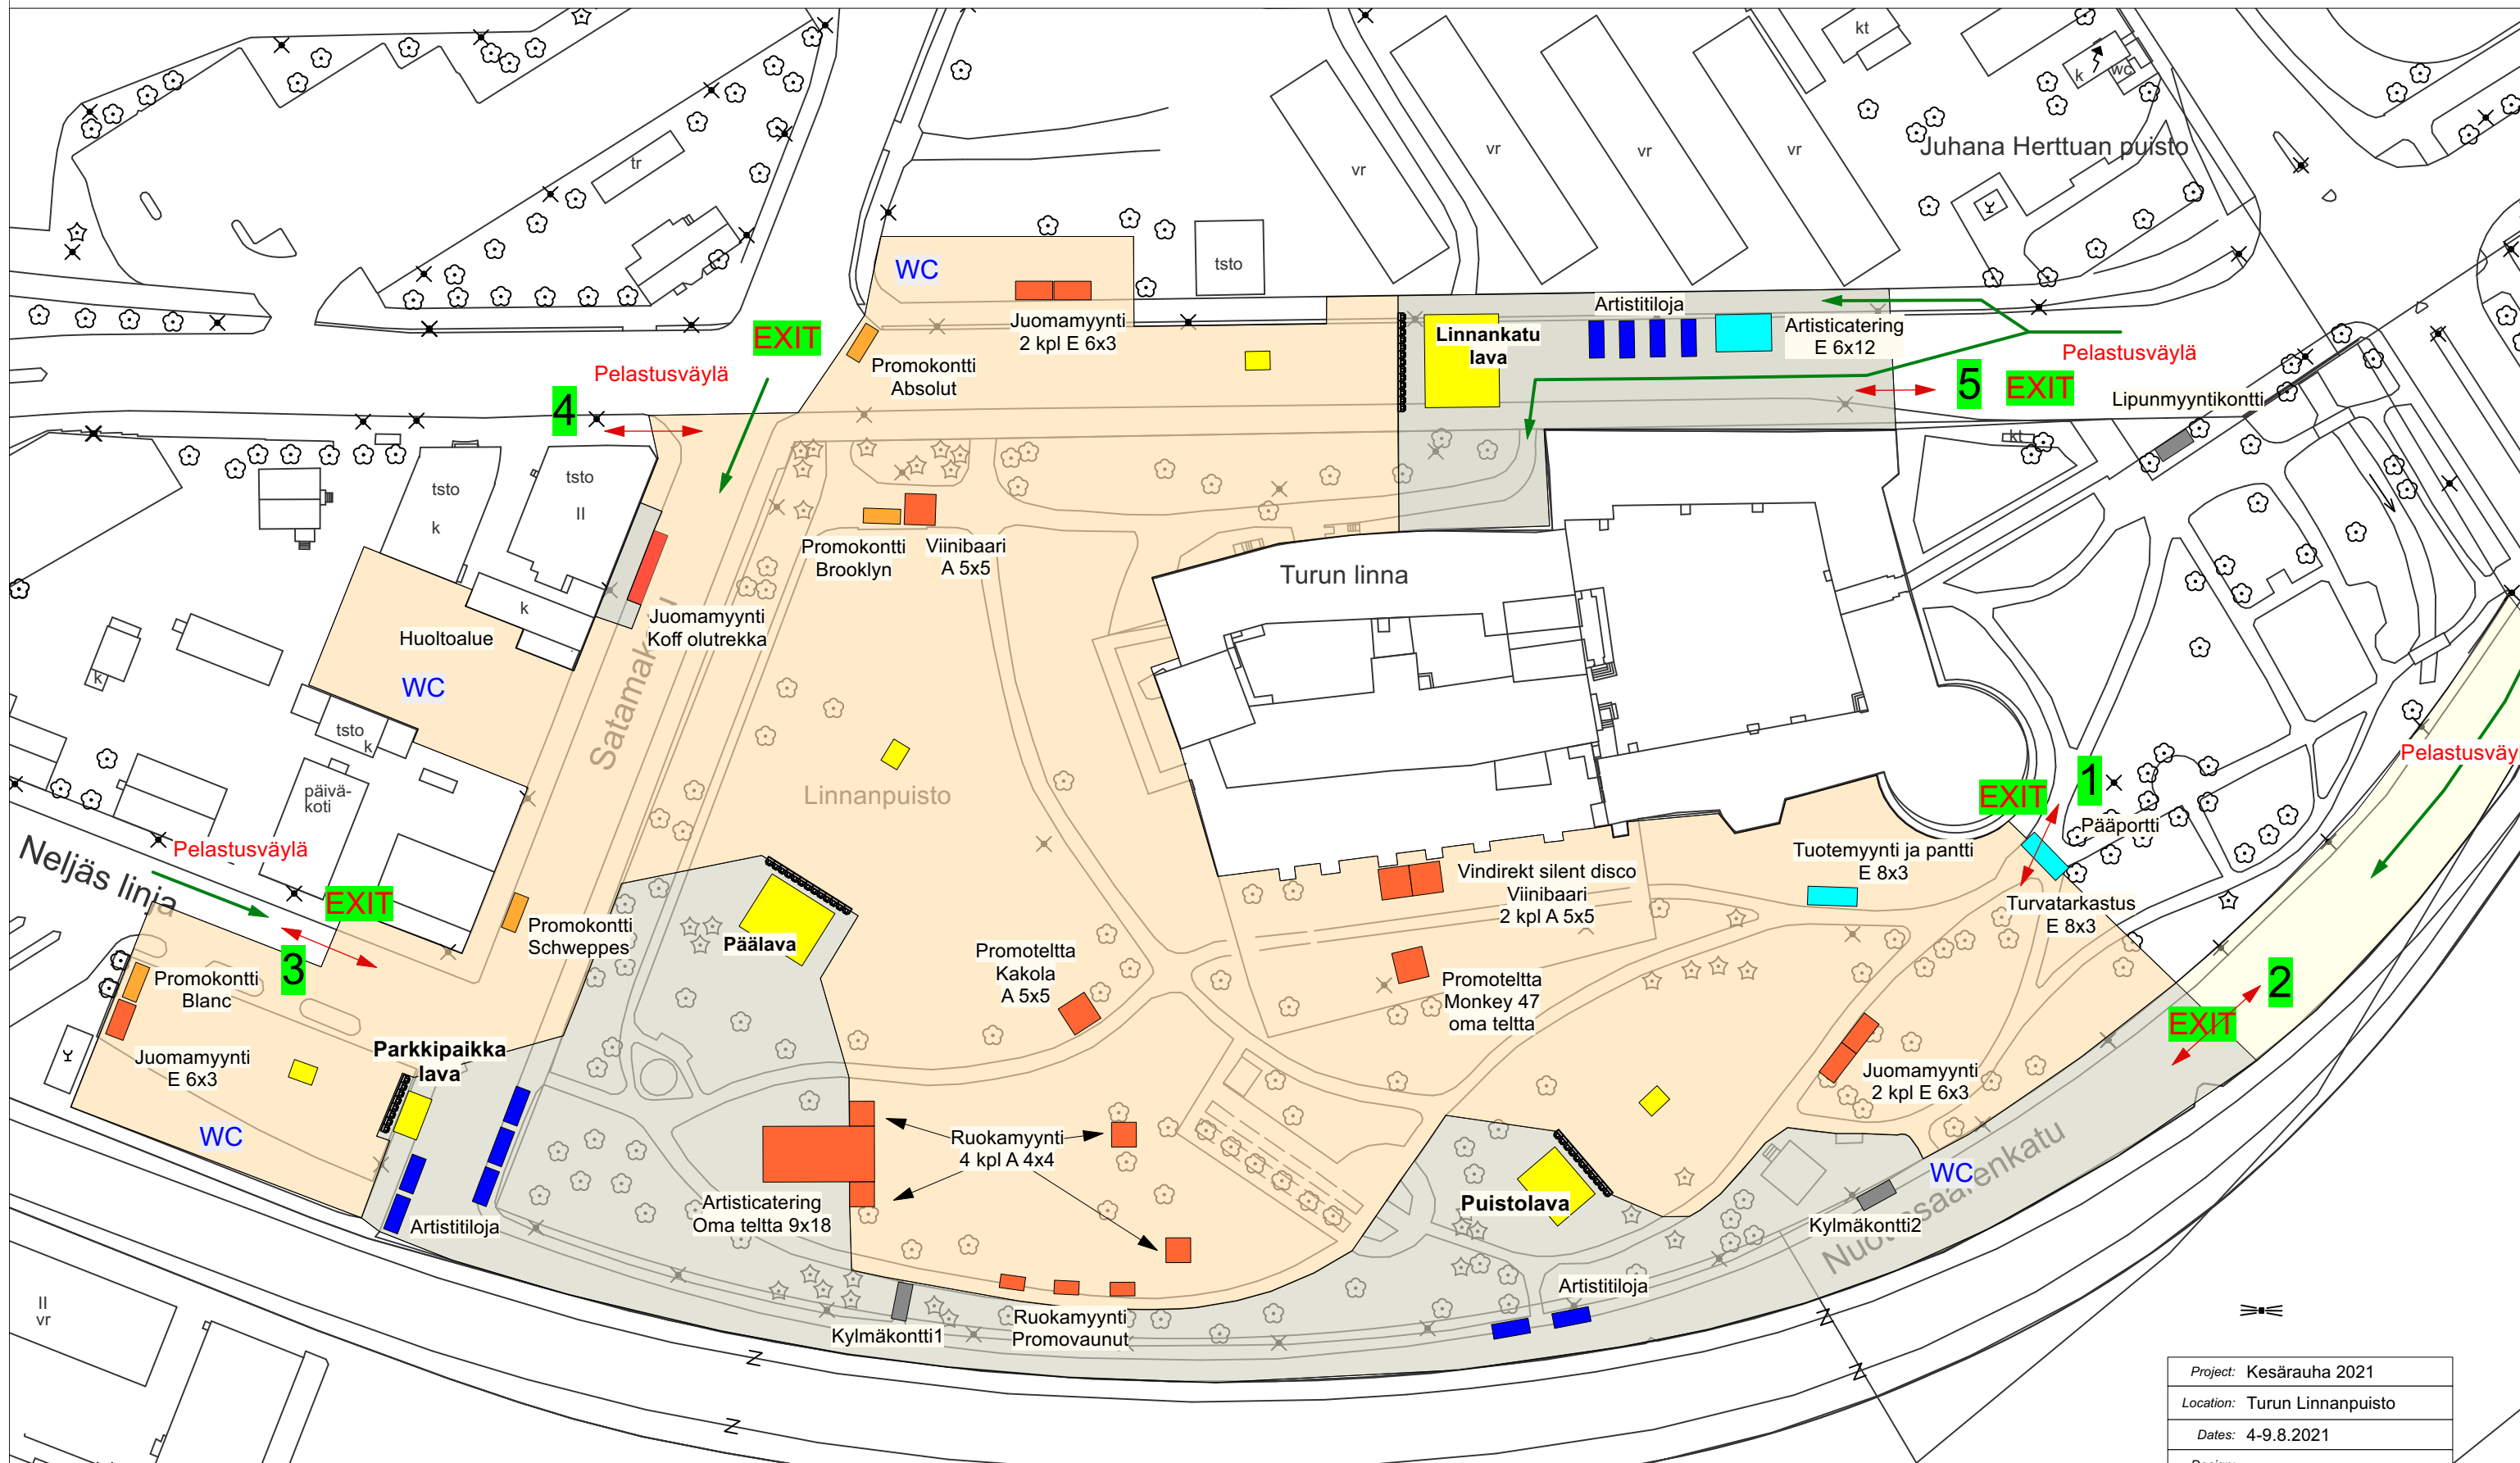 kt
k
wc
tr
vr
vr
vr
vr
Juhana Herttuan puisto
WC
tsto
Juomamyynti
2 kpl E 6x3
Artistitiloja
Linnankatu
lava
Artisticatering
E 6x12
EXIT
Promokontti
Absolut
Pelastusväylä
Pelastusväylä
4
5
EXIT
Lipunmyyntikontti
kt
tsto
k
tsto
II
Promokontti
Brooklyn
Viinibaari
A 5x5
Turun linna
k
Juomamyynti
Koff olutrekka
Huoltoalue
WC
k
tsto
k
Satamak
Linnanpuisto
päivä-
koti
Pelastusväy
1
EXIT
Pääportti
Neljäs linja
Pelastusväylä
EXIT
3
Promokontti
Schweppes
Päälava
Vindirekt silent disco
Viinibaari
2 kpl A 5x5
Tuotemyynti ja pantti
E 8x3
Turvatarkastus
E 8x3
Promokontti
Blanc
Promoteltta
Kakola
A 5x5
Promoteltta
Monkey 47
oma teltta
2
EXIT
Juomamyynti
E 6x3
Parkkipaikka
lava
Juomamyynti
2 kpl E 6x3
WC
Ruokamyynti
4 kpl A 4x4
Artisticatering
Oma teltta 9x18
Artistitiloja
Puistolava
WC
Kylmäkontti2
Artistitiloja
Kylmäkontti1
Ruokamyynti
Promovaunut
II
vr
Project: Kesärauha 2021
Location: Turun Linnanpuisto
Dates: 4-9.8.2021